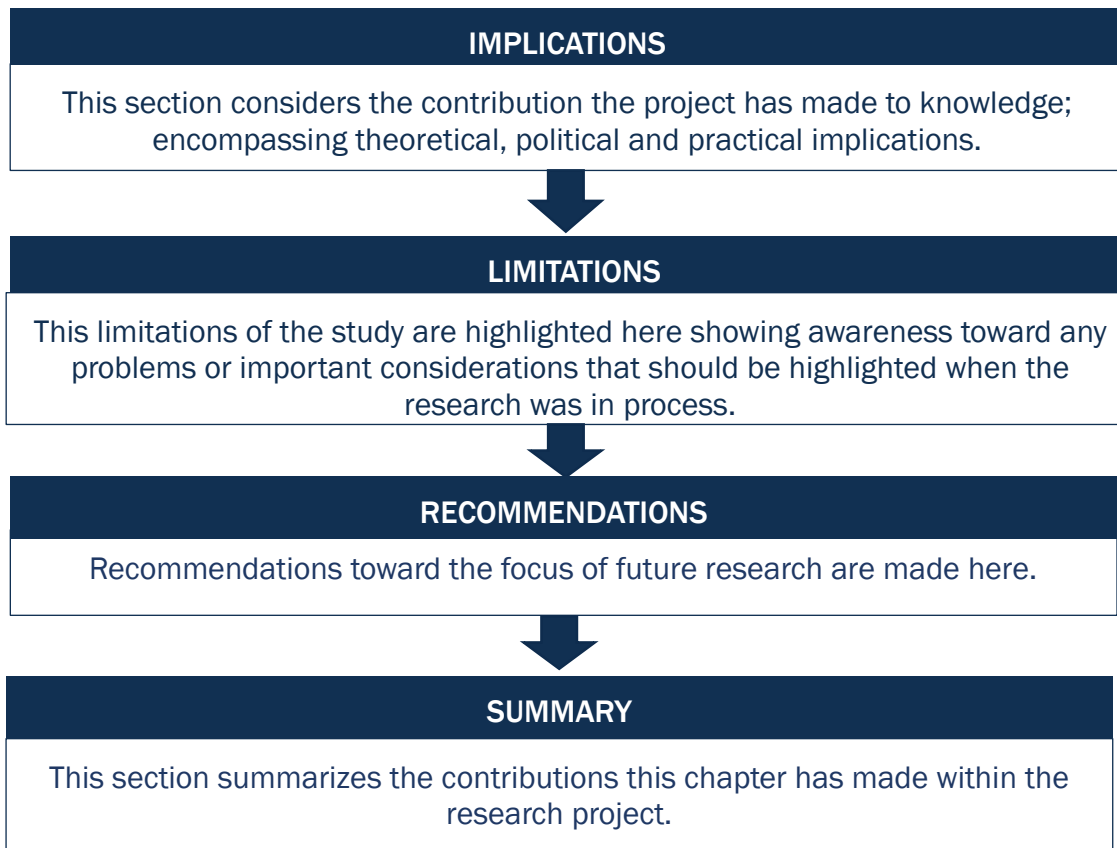 IMPLICATIONS
This section considers the contribution the project has made to knowledge;
encompassing theoretical, political and practical implications.
LIMITATIONS
This limitations of the study are highlighted here showing awareness toward any
problems or important considerations that should be highlighted when the
research was in process.
RECOMMENDATIONS
Recommendations toward the focus of future research are made here.
SUMMARY
This section summarizes the contributions this chapter has made within the
research project.